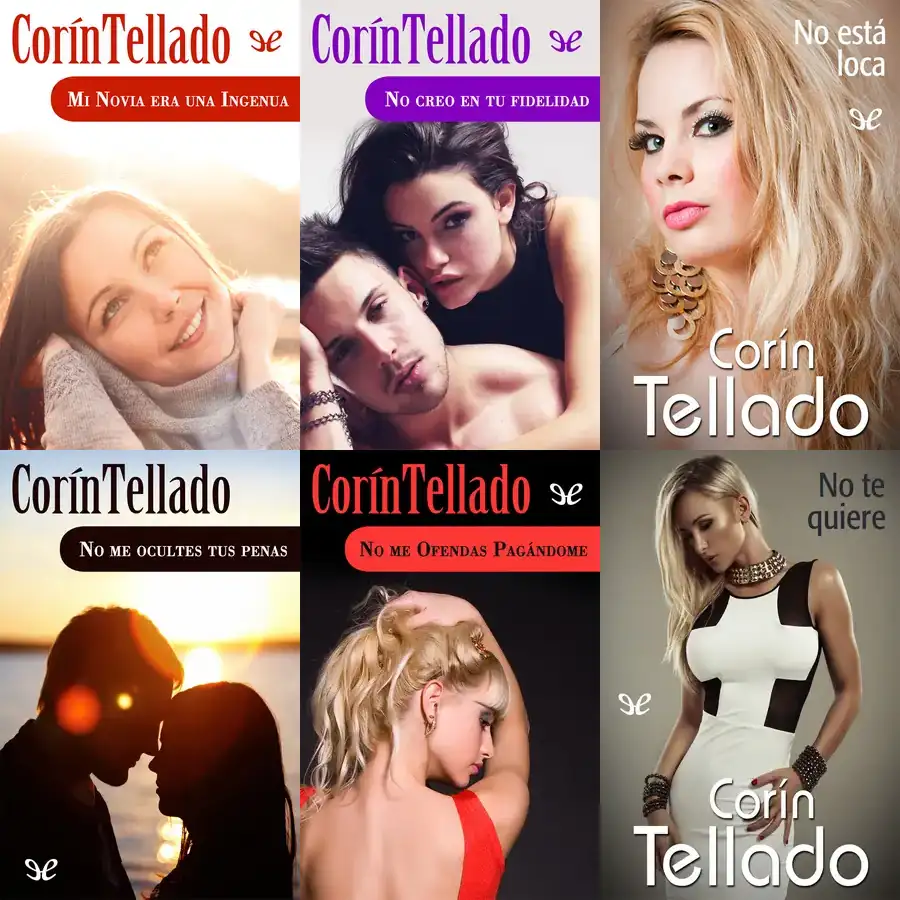 CorínTellado
Mi Novia era una Ingenua
CorínTellado
No creo en tu fidelidad
No está
loca
Corín
Tellado
CorínTellado
No me ocultes tus penas
CorínTellado
No me Ofendas Pagándome
No te
quiere
Corín
Tellado